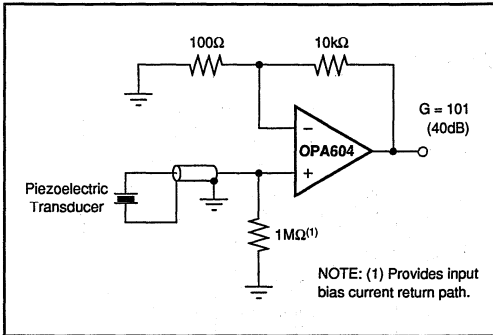 100Ω
10kΩ
G = 101
(40dB)
−
OPA604
+
Piezoelectric
Transducer
1MΩ(1)
NOTE: (1) Provides input
bias current return path.